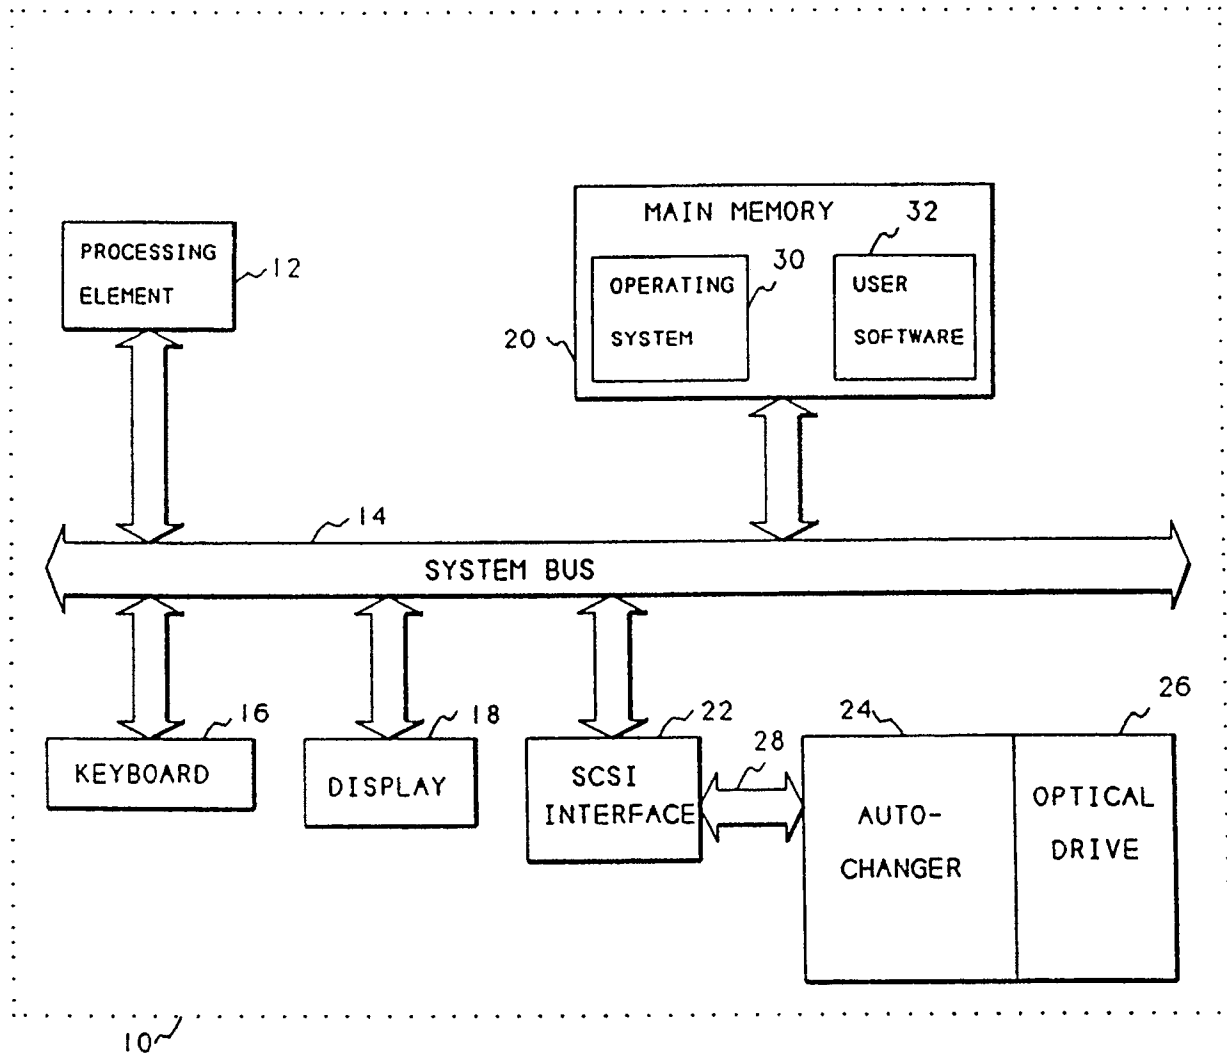 MAIN MEMORY
32
PROCESSING
ELEMENT
12
OPERATING
SYSTEM
30
USER
SOFTWARE
20
14
SYSTEM BUS
16
18
22
24
26
KEYBOARD
DISPLAY
SCSI
INTERFACE
28
AUTO-
CHANGER
OPTICAL
DRIVE
10